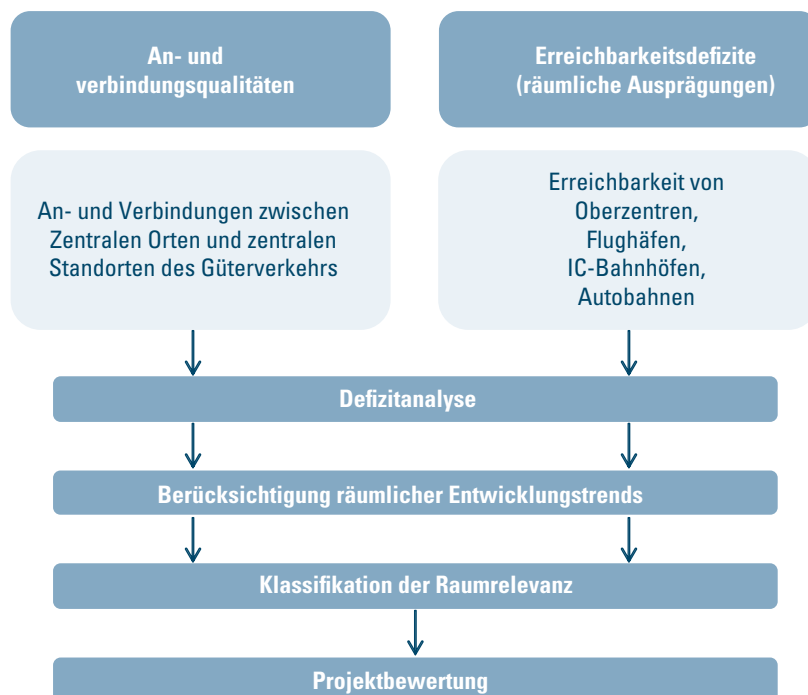 An- und
verbindungsqualitäten
Erreichbarkeitsdefizite
(räumliche Ausprägungen)
An- und Verbindungen zwischen
Zentralen Orten und zentralen
Standorten des Güterverkehrs
Erreichbarkeit von
Oberzentren,
Flughäfen,
IC-Bahnhöfen,
Autobahnen
Defizitanalyse
Berücksichtigung räumlicher Entwicklungstrends
Klassifikation der Raumrelevanz
Projektbewertung